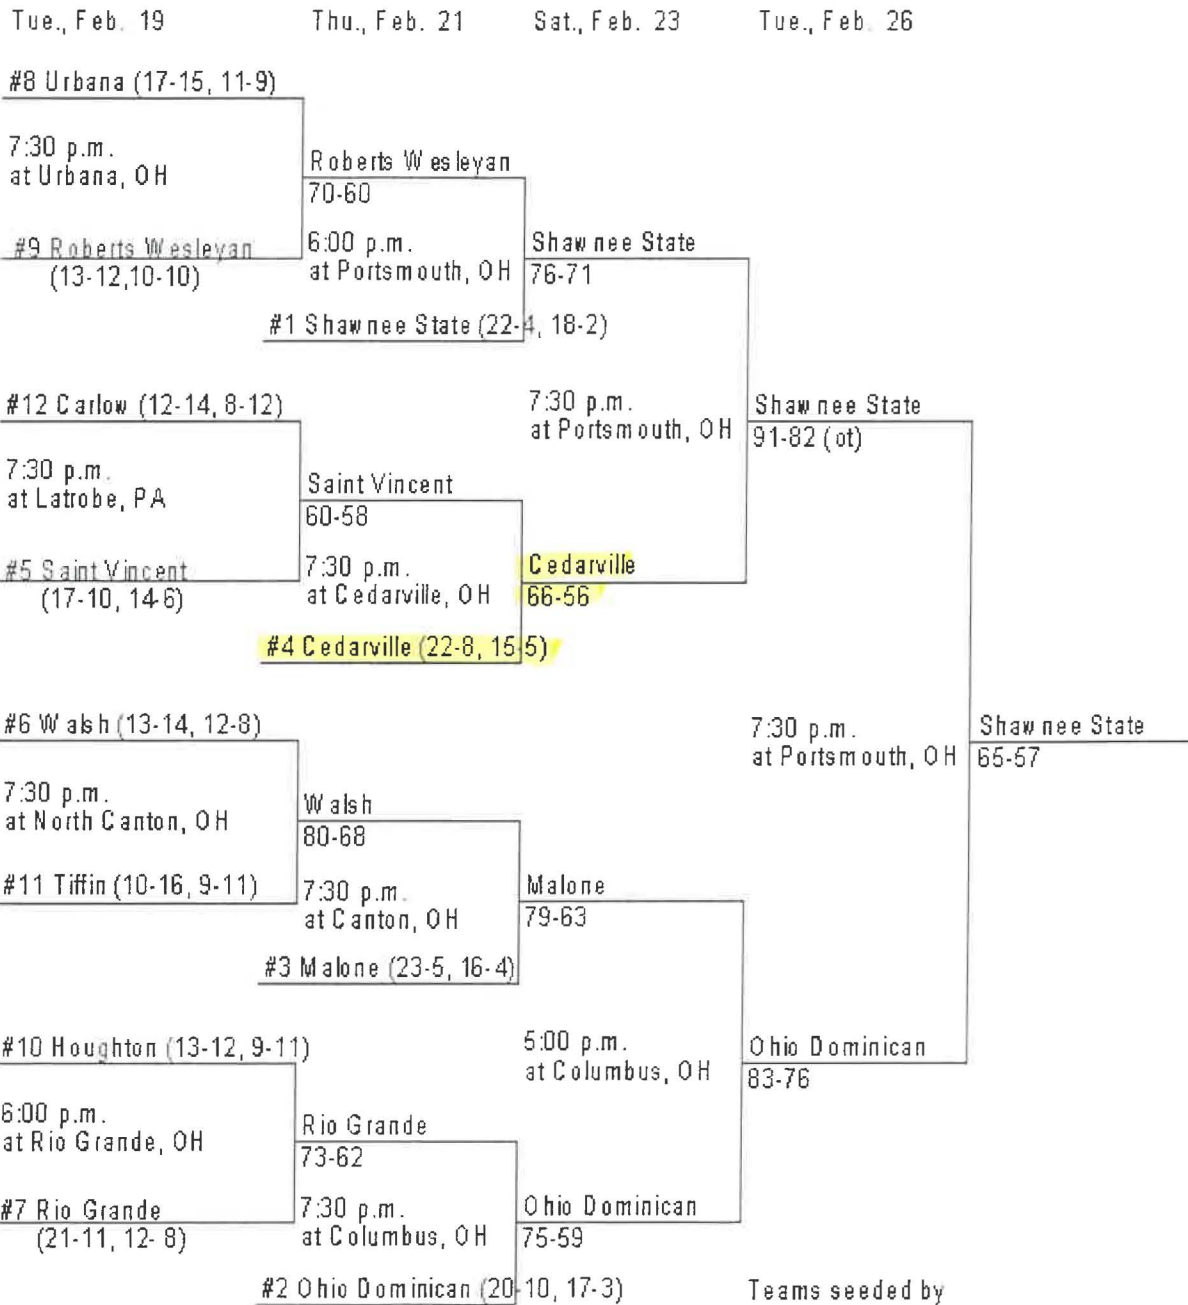 Tue., Feb. 19 Thu., Feb. 21 Sat., Feb. 23 Tue., Feb. 26
#8 Urbana (17-15, 11-9)
7:30 p.m.
at Urbana, OH
#9 Roberts Wesleyan
(13-12,10-10)
Roberts Wesleyan
70-60
6:00 p.m.
at Portsmouth, OH
#1 Shawnee State (22-4, 18-2)
Shawnee State
76-71
#12 Carlow (12-14, 8-12)
7:30 p.m.
at Latrobe, PA
#5 Saint Vincent
(17-10, 14-6)
Saint Vincent
60-58
7:30 p.m.
at Cedarville, OH
#4 Cedarville (22-8, 15-5)
Cedarville
66-56
7:30 p.m.
at Portsmouth, OH
Shawnee State
91-82 (ot)
#6 Walsh (13-14, 12-8)
7:30 p.m.
at North Canton, OH
#11 Tiffin (10-16, 9-11)
Walsh
80-68
7:30 p.m.
at Canton, OH
#3 Malone (23-5, 16-4)
Malone
79-63
#10 Houghton (13-12, 9-11)
6:00 p.m.
at Rio Grande, OH
#7 Rio Grande
(21-11, 12- 8)
Rio Grande
73-62
7:30 p.m.
at Columbus, OH
#2 Ohio Dominican (20-10, 17-3)
Ohio Dominican
75-59
5:00 p.m.
at Columbus, OH
Ohio Dominican
83-76
7:30 p.m.
at Portsmouth, OH
Shawnee State
65-57
Teams seeded by